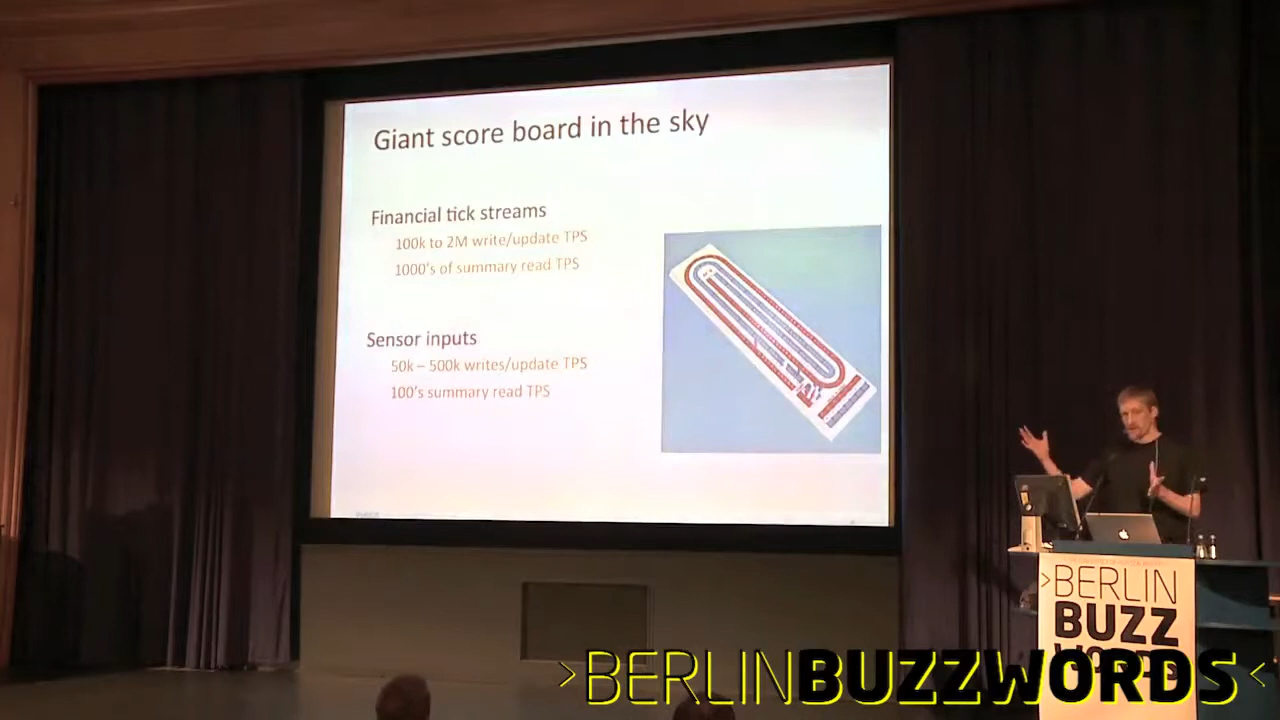 Giant score board in the sky
Financial tick streams
100k to 2M write/update TPS
1000's of summary read TPS
Sensor inputs
50k – 500k writes/update TPS
100's summary read TPS
>BERLIN
BUZZ
WORDS
>BERLINBUZZWORDS<